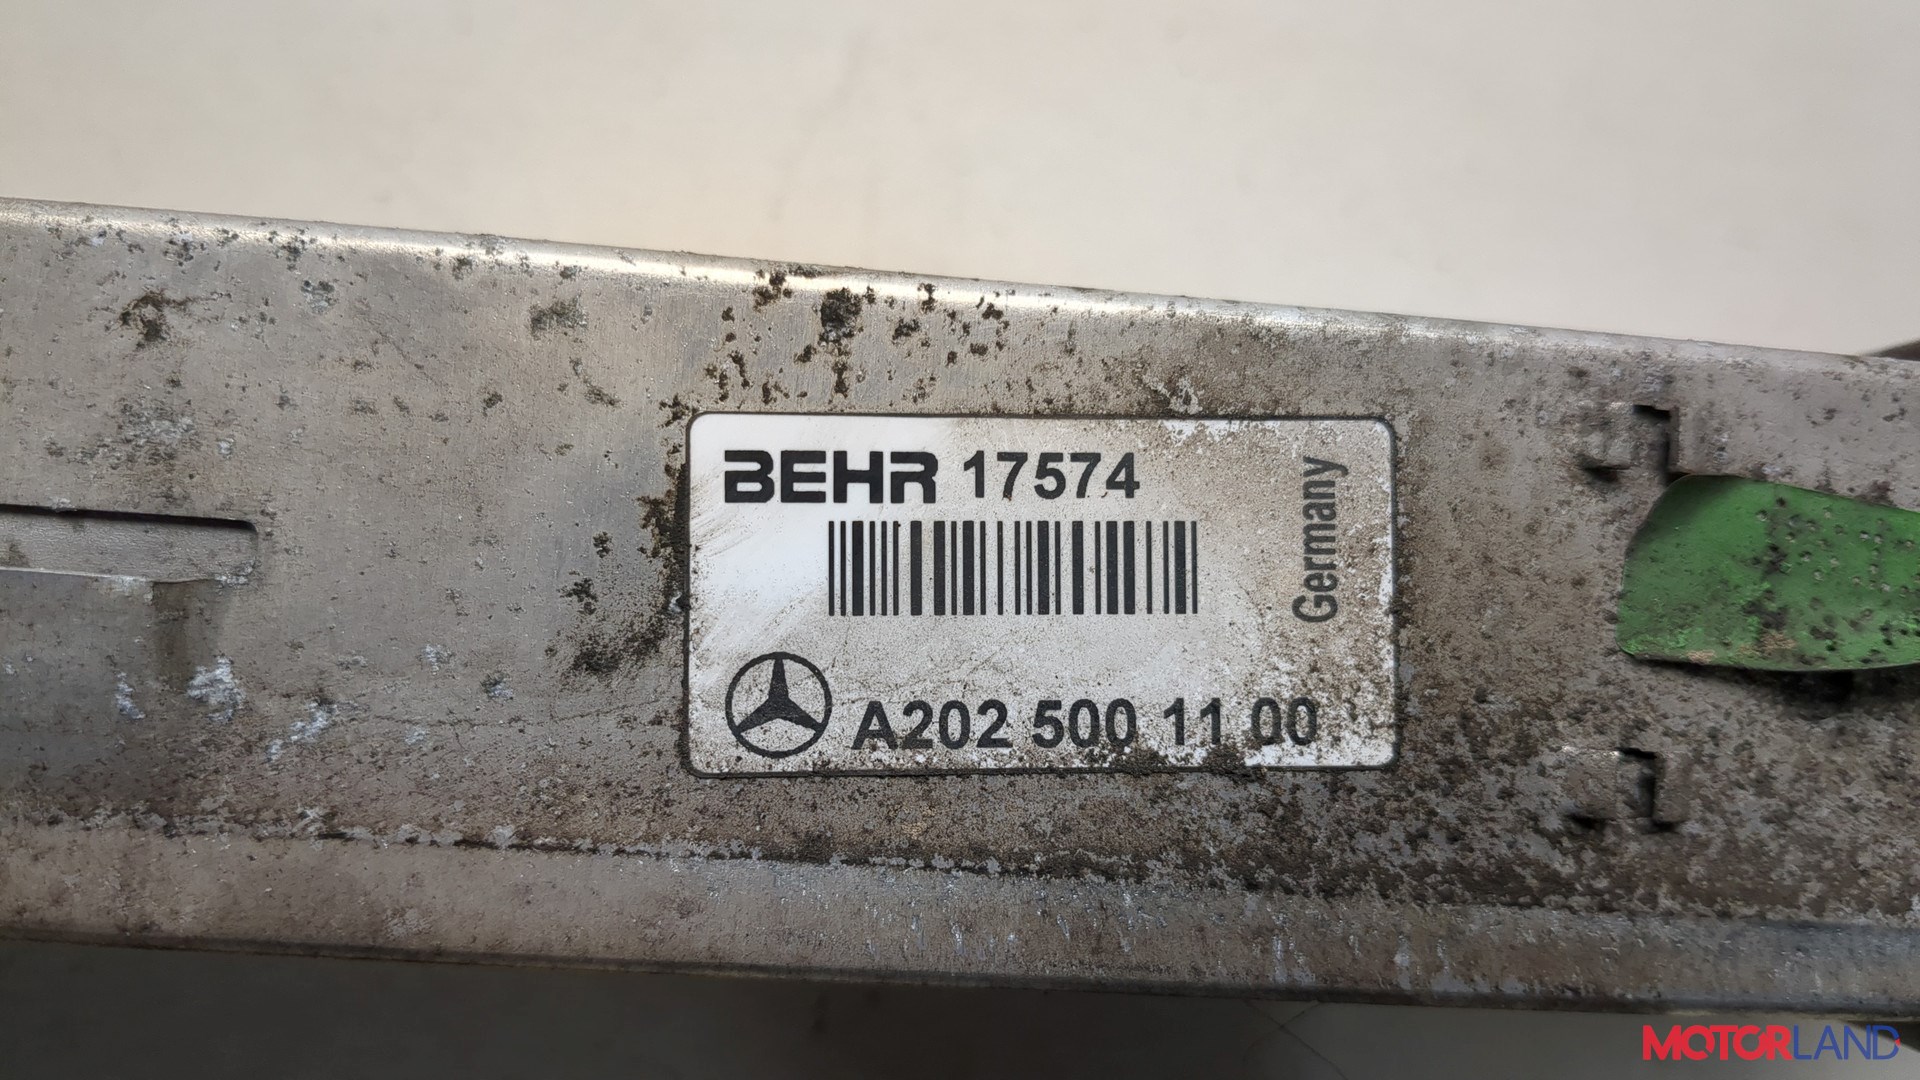 BEHR 17574
Germany
A202 500 11 00
MOTORLAND